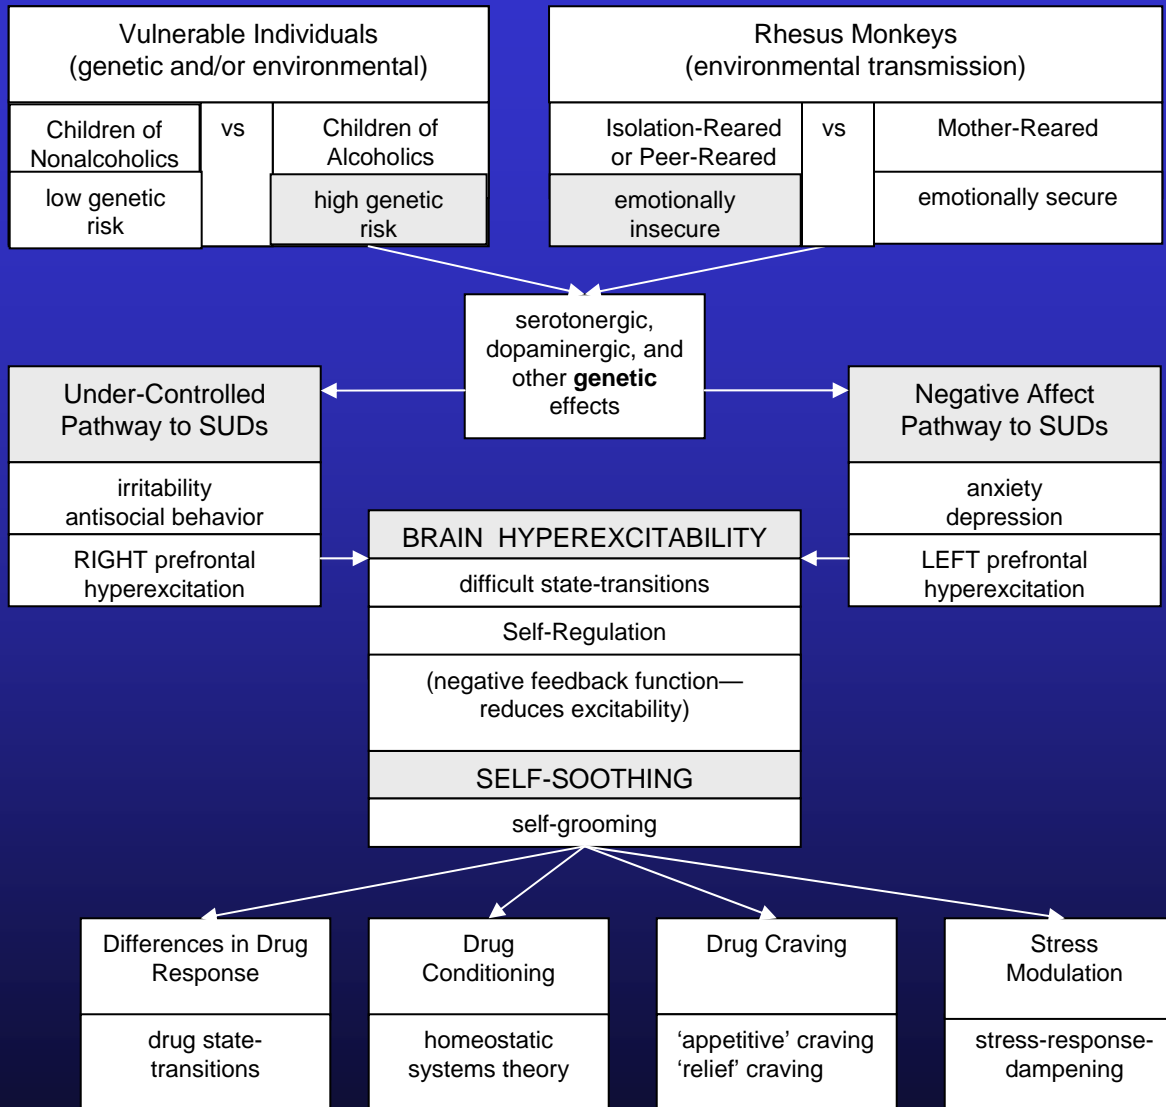 Vulnerable Individuals
(genetic and/or environmental)
Children of
Nonalcoholics
vs
Children of
Alcoholics
low genetic
risk
high genetic
risk
Rhesus Monkeys
(environmental transmission)
Isolation-Reared
or Peer-Reared
vs
Mother-Reared
emotionally
insecure
emotionally secure
serotonergic,
dopaminergic, and
other genetic
effects
Under-Controlled
Pathway to SUDs
irritability
antisocial behavior
RIGHT prefrontal
hyperexcitation
Negative Affect
Pathway to SUDs
anxiety
depression
LEFT prefrontal
hyperexcitation
BRAIN HYPEREXCITABILITY
difficult state-transitions
Self-Regulation
(negative feedback function—
reduces excitability)
SELF-SOOTHING
self-grooming
Differences in Drug
Response
drug state-
transitions
Drug
Conditioning
homeostatic
systems theory
Drug Craving
‘appetitive’ craving
‘relief’ craving
Stress
Modulation
stress-response-
dampening